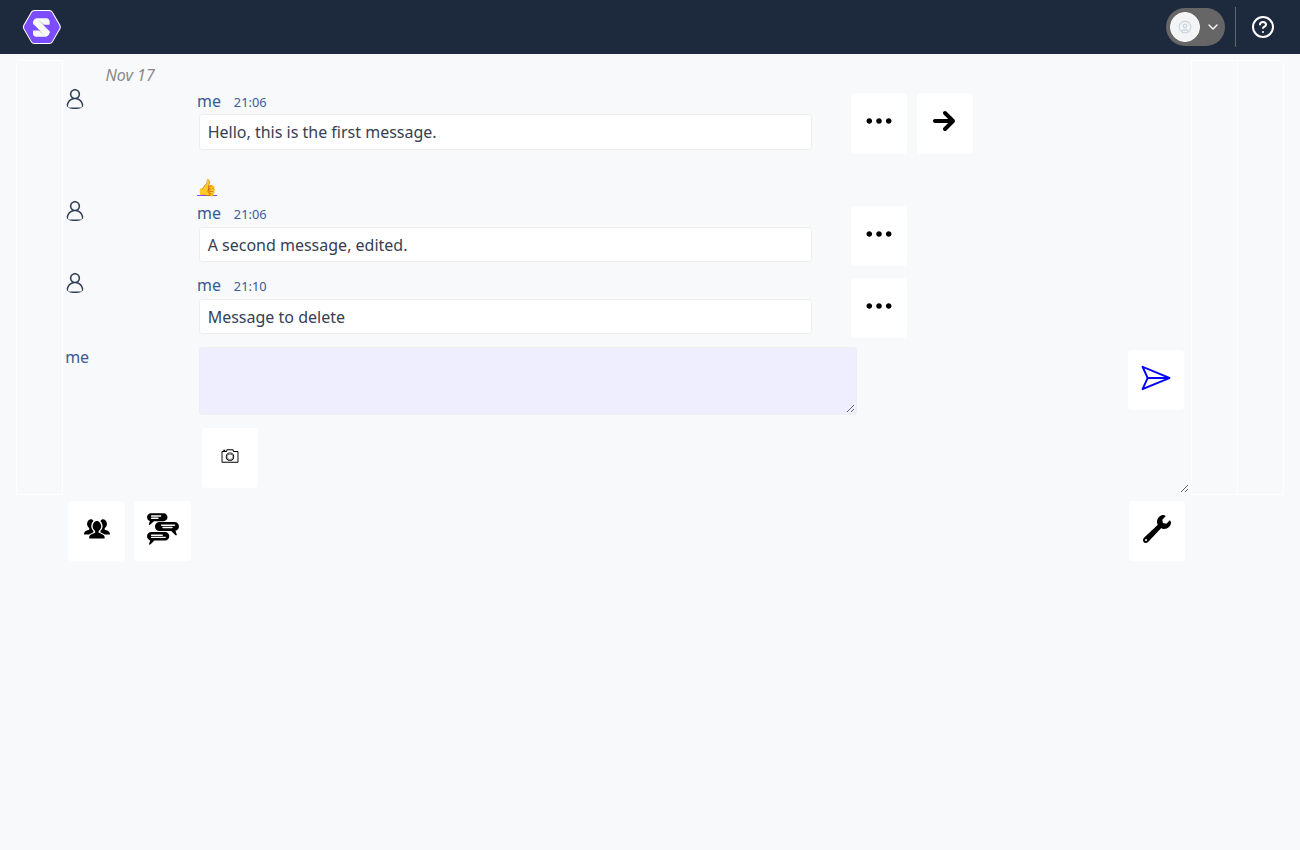 Nov 17
me 21:06
Hello, this is the first message.
👍
me 21:06
A second message, edited.
me 21:10
Message to delete
me